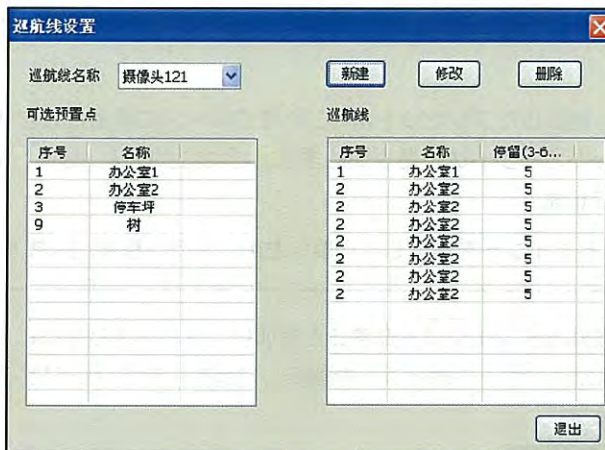 巡航线设置
巡航线名称 摄像头121 新建 修改 删除
可选预置点 巡航线
序号 名称 序号 名称 停留(3-6...
1 办公室1 1 办公室1 5
2 办公室2 2 办公室2 5
3 停车坪 2 办公室2 5
9 树 2 办公室2 5
2 办公室2 5
2 办公室2 5
2 办公室2 5
2 办公室2 5
退出